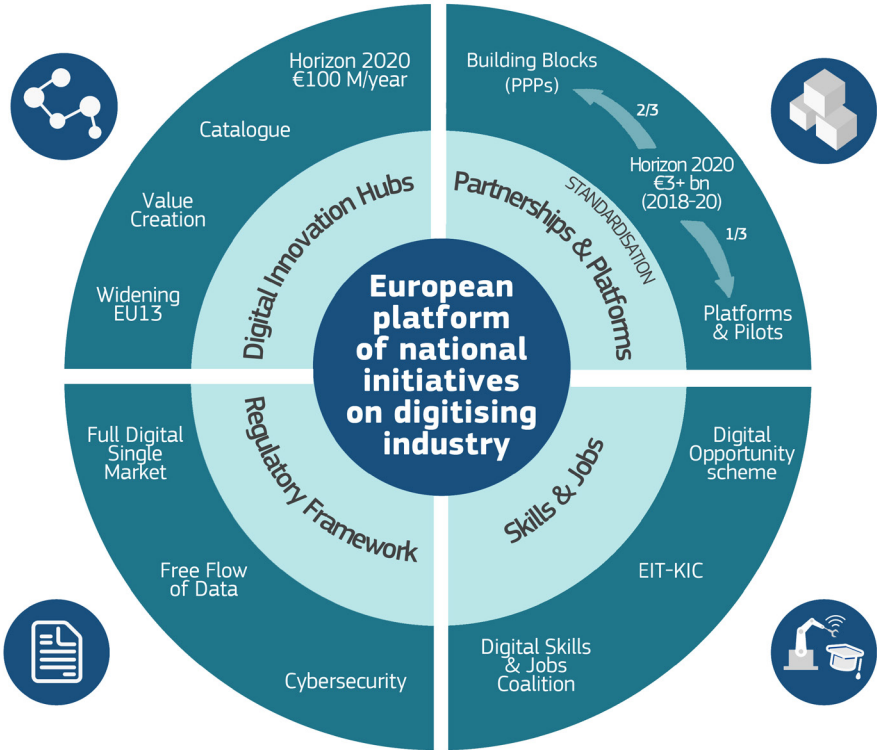 Horizon 2020
€100 M/year
Catalogue
Value
Creation
Widening
EU13
Digital Innovation Hubs
Building Blocks
(PPPs)
2/3
Horizon 2020
€3+ bn
(2018-20)
1/3
Platforms
& Pilots
STANDARDISATION
Partnerships & Platforms
European
platform
of national
initiatives
on digitising
industry
Regulatory Framework
Full Digital
Single
Market
Free Flow
of Data
Cybersecurity
Skills & Jobs
Digital
Opportunity
scheme
EIT-KIC
Digital Skills
& Jobs
Coalition